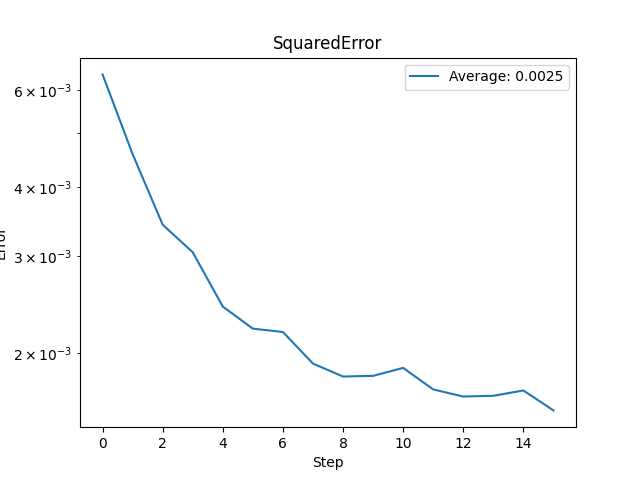 SquaredError
Average: 0.0025
6 × 10⁻³
4 × 10⁻³
3 × 10⁻³
2 × 10⁻³
Error
0 2 4 6 8 10 12 14
Step